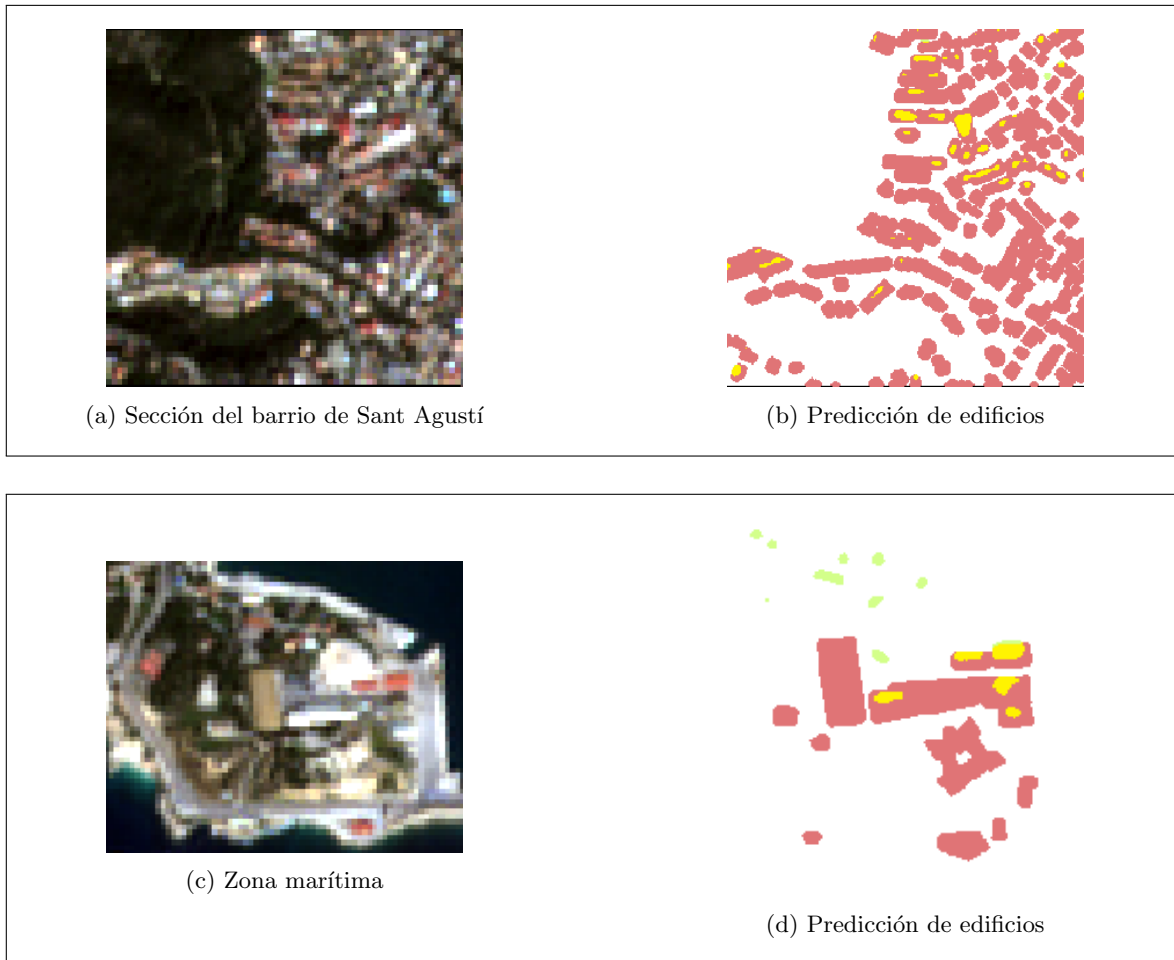 (a) Sección del barrio de Sant Agustí
(b) Predicción de edificios
(c) Zona marítima
(d) Predicción de edificios